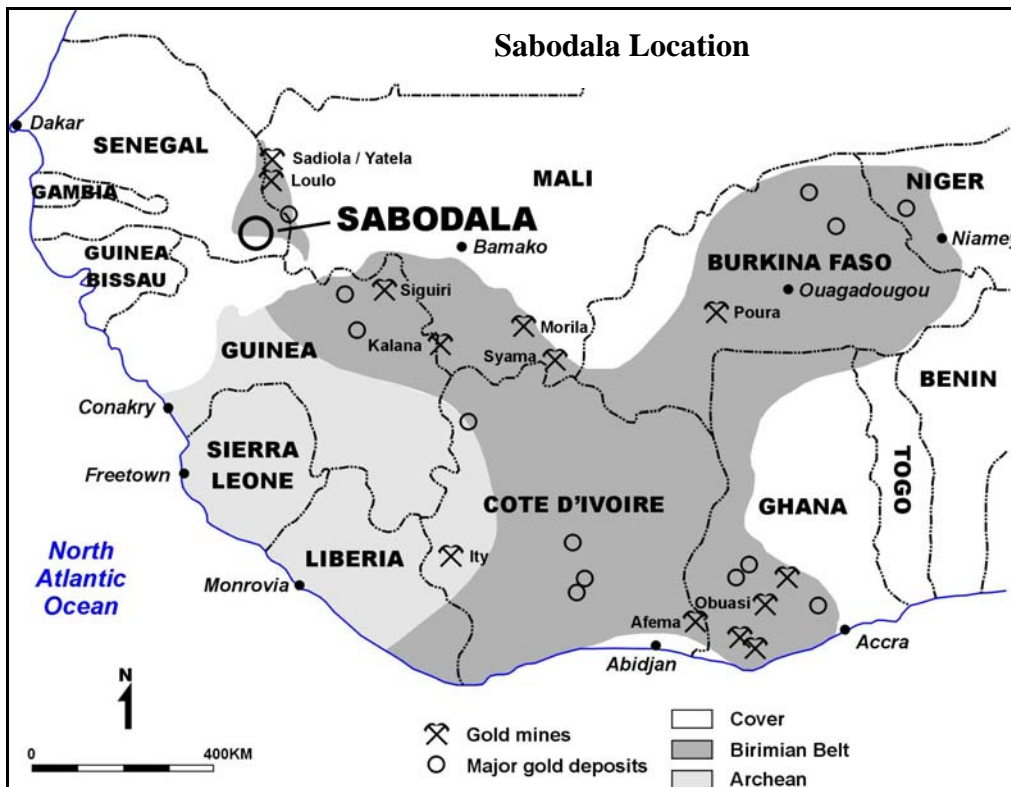 Sabodala Location
Dakar
SENEGAL
Sadiola / Yatela
Loulo
GAMBIA
SABODALA
MALI
NIGER
Niamey
GUINEA
BISSAU
Bamako
BURKINA FASO
Ouagadougou
Siguiri
Poura
Morila
GUINEA
Kalana
Syama
BENIN
Conakry
SIERRA
LEONE
Freetown
TOGO
COTE D'IVOIRE
GHANA
LIBERIA
Ity
North
Atlantic
Ocean
Monrovia
Obuasi
Afema
Accra
Abidjan
N
0
400KM
Gold mines
Major gold deposits
Cover
Birimian Belt
Archean